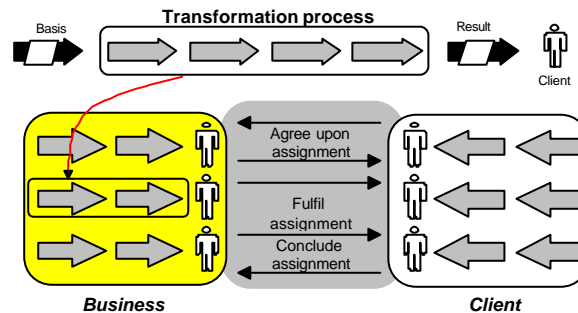 Transformation process
Basis
Result
Client
Agree upon
assignment
Fulfil
assignment
Conclude
assignment
Business
Client